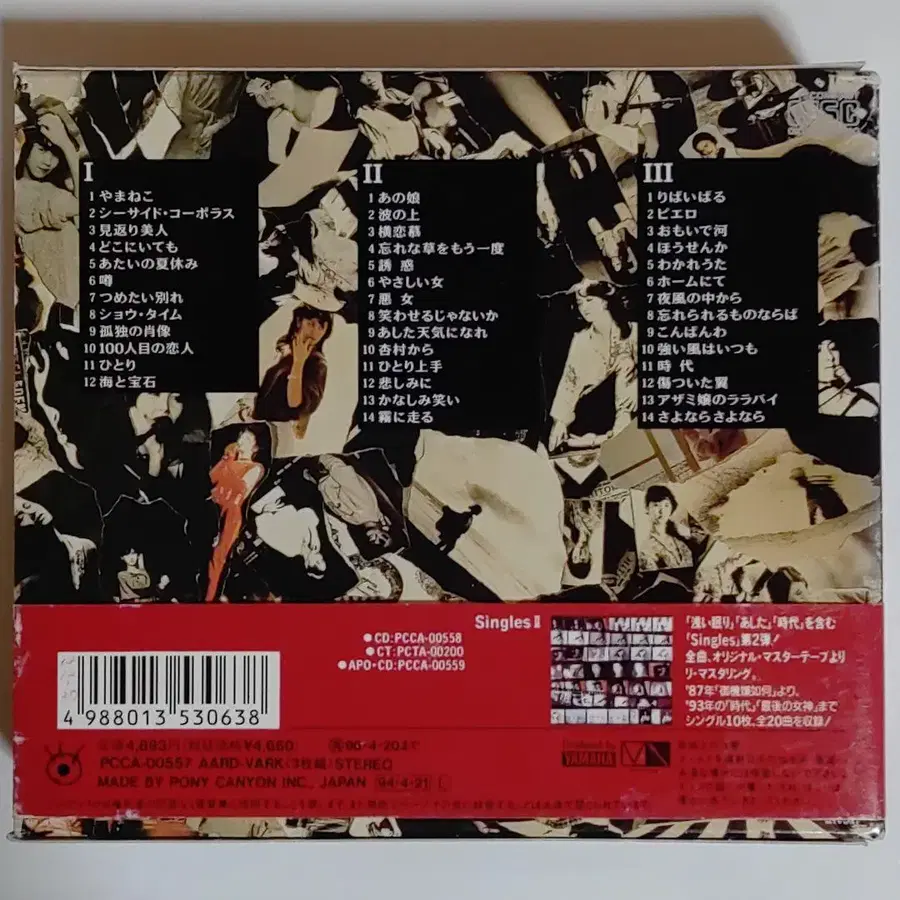 DISC
I
1 やまねこ
2 シーサイド・コーポラス
3 見返り美人
4 どこにいても
5 あたいの夏休み
6 噂
7 つめたい別れ
8 ショウ・タイム
9 孤独の肖像
10 100人目の恋人
11 ひとり
12 海と宝石
II
1 あの娘
2 波の上
3 横恋慕
4 忘れな草をもう一度
5 誘惑
6 やさしい女
7 悪女
8 笑わせるじゃないか
9 あした天気になれ
10 杏村から
11 ひとり上手
12 悲しみに
13 かなしみ笑い
14 霧に走る
III
1 りばいばる
2 ピエロ
3 おもいで河
4 ほうせんか
5 わかれうた
6 ホームにて
7 夜風の中から
8 忘れられるものならば
9 こんばんわ
10 強い風はいつも
11 時代
12 傷ついた翼
13 アザミ嬢のララバイ
14 さよならさよなら
Singles II
●CD:PCCA-00558
●CT:PCTA-00200
●APO・CD:PCCA-00559
「浅い眠り」「あした」「時代」を含む
「Singles」第2弾!
全曲、オリジナル・マスターテープより
リ・マスタリング。
'87年「御機嫌如何」より、
'93年の「時代」「最後の女神」まで
シングル10枚、全20曲を収録!
4 988013 530638
PCCA-00557 AARD-VARK〈3枚組〉STEREO
MADE BY PONY CANYON INC., JAPAN 94・4・21 L
Produced by
YAMAHA